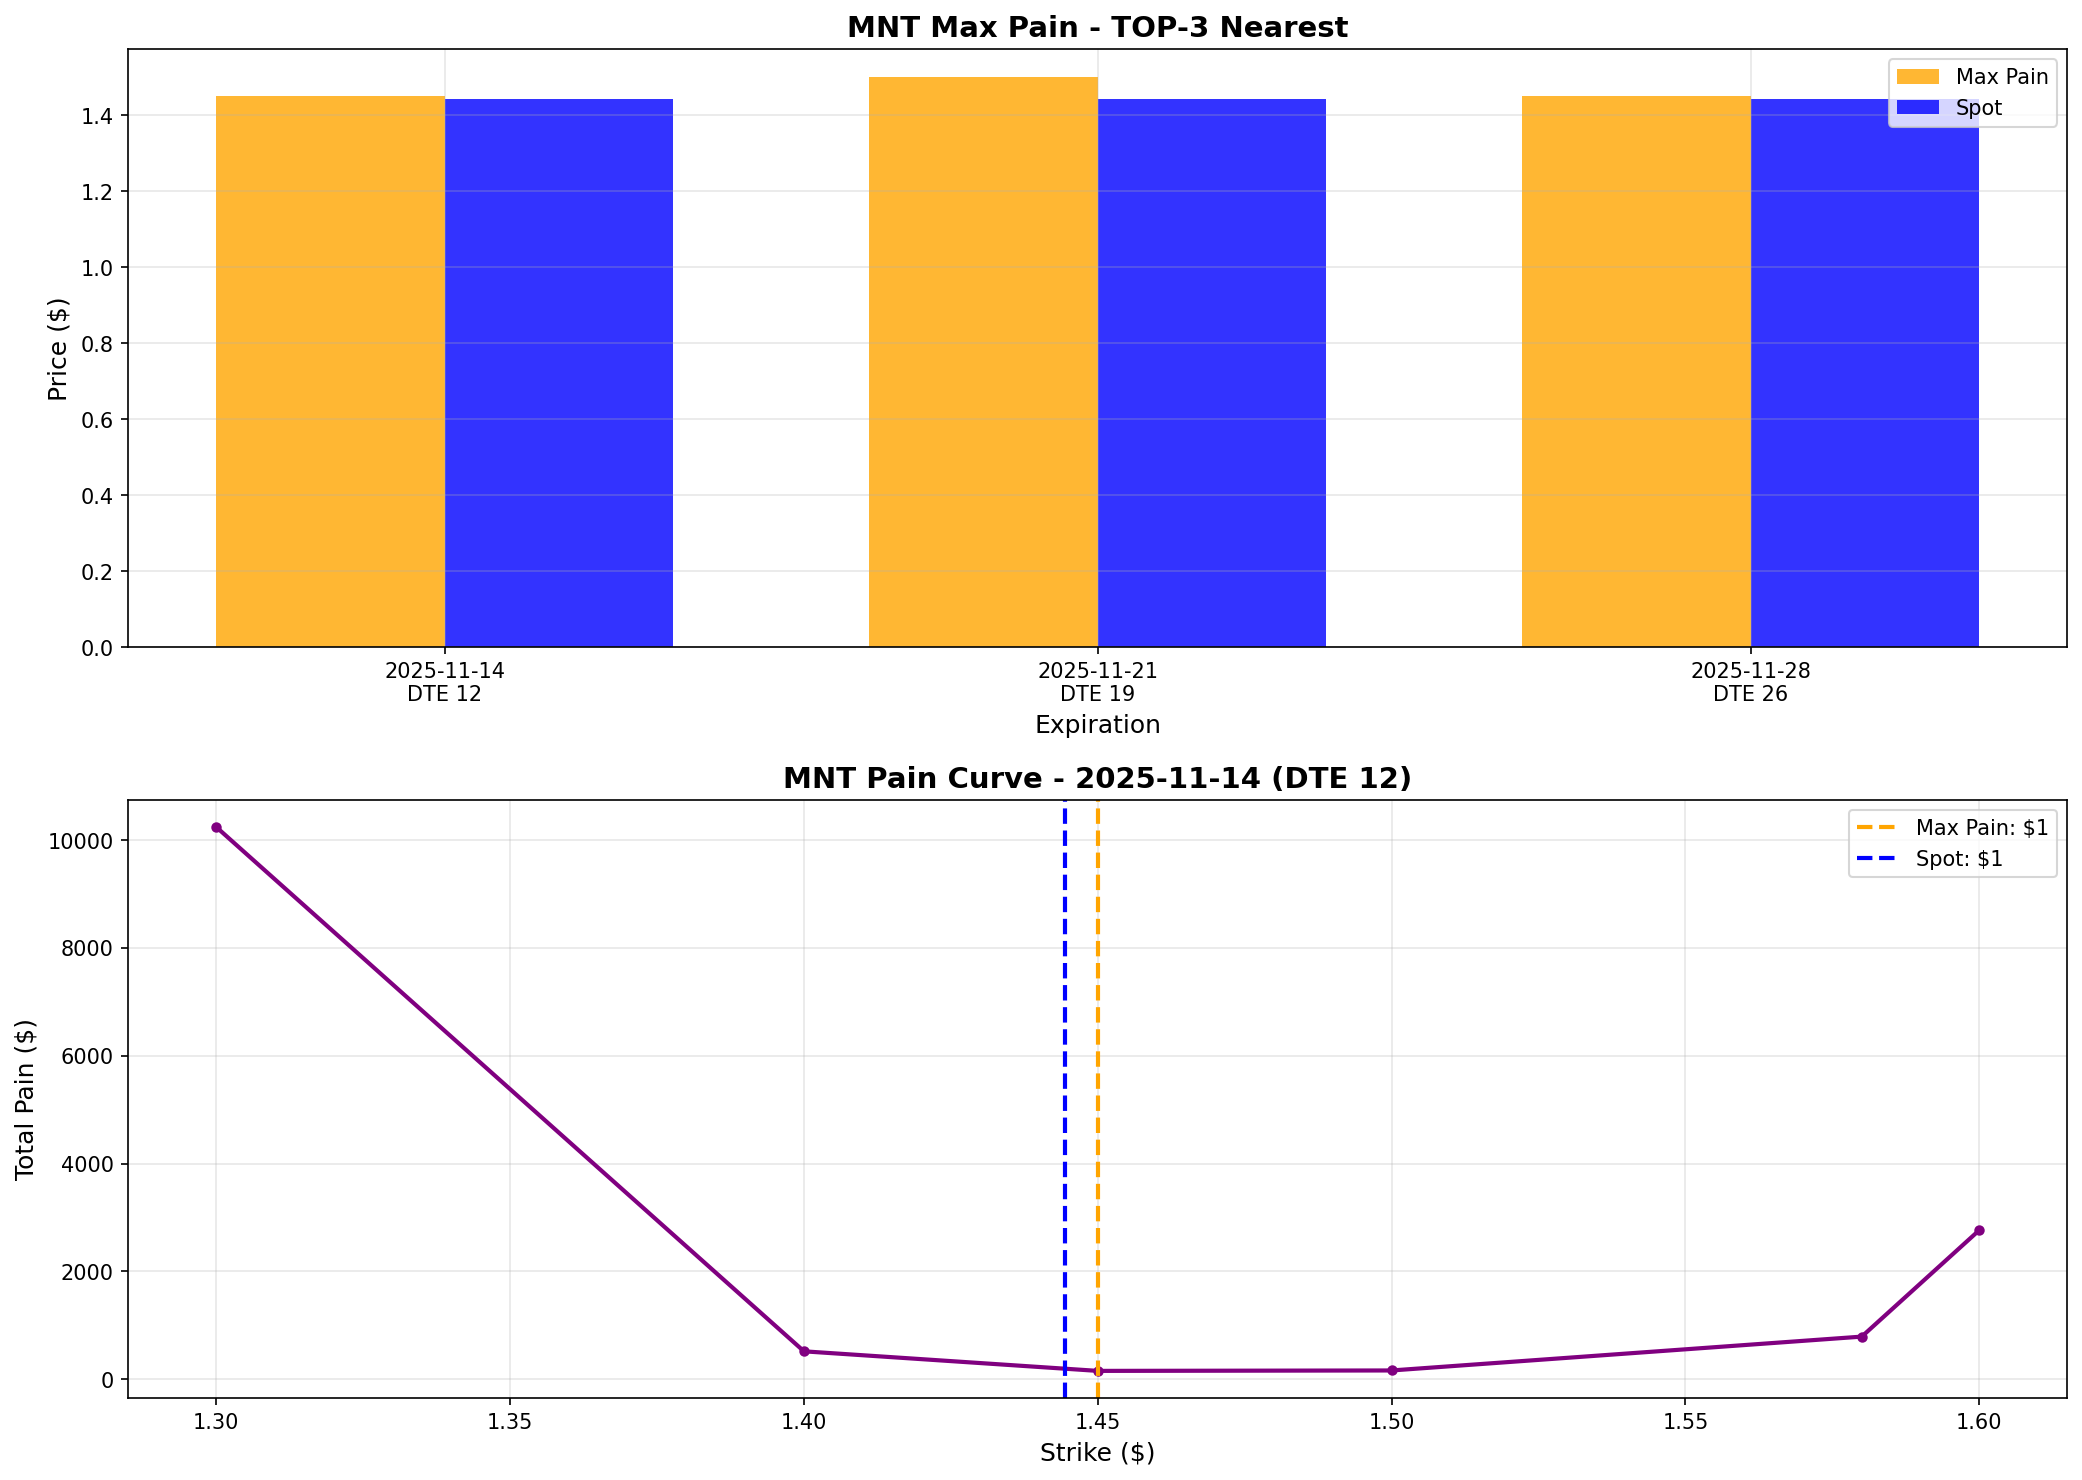 MNT Max Pain - TOP-3 Nearest
Max Pain
Spot
Price ($)
1.4
1.2
1.0
0.8
0.6
0.4
0.2
0.0
2025-11-14
DTE 12
2025-11-21
DTE 19
2025-11-28
DTE 26
Expiration
MNT Pain Curve - 2025-11-14 (DTE 12)
Max Pain: $1
Spot: $1
Total Pain ($)
10000
8000
6000
4000
2000
0
1.30
1.35
1.40
1.45
1.50
1.55
1.60
Strike ($)